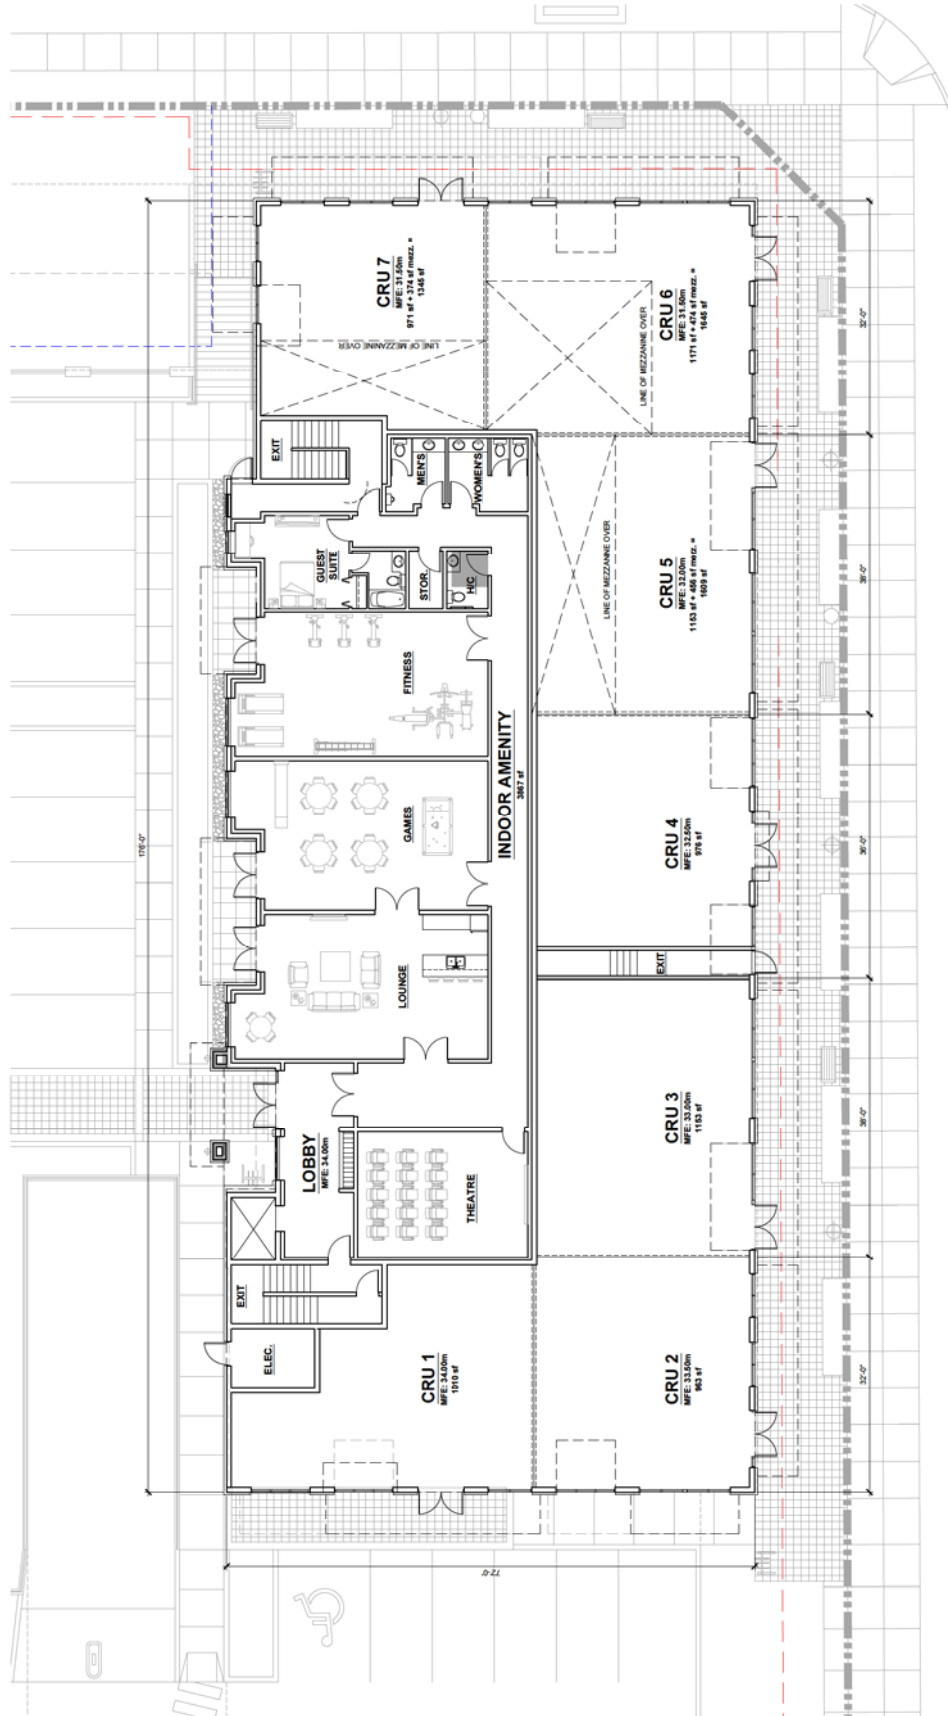 176'-0"
ELEC.
EXIT
LOBBY
MFE: 34.00m
LOUNGE
GAMES
FITNESS
GUEST
SUITE
EXIT
STOR.
H/C
MEN'S
WOMEN'S
THEATRE
INDOOR AMENITY
3867 sf
CRU 1
MFE: 34.00m
1010 sf
CRU 7
MFE: 31.50m
971 sf + 374 sf mezz. =
1345 sf
LINE OF MEZZANINE OVER
72'-0"
CRU 2
MFE: 33.50m
963 sf
CRU 3
MFE: 33.00m
1153 sf
EXIT
CRU 4
MFE: 32.50m
976 sf
LINE OF MEZZANINE OVER
CRU 5
MFE: 32.00m
1153 sf + 456 sf mezz. =
1609 sf
LINE OF MEZZANINE OVER
CRU 6
MFE: 31.50m
1171 sf + 474 sf mezz. =
1645 sf
32'-0"
38'-0"
36'-0"
38'-0"
32'-0"